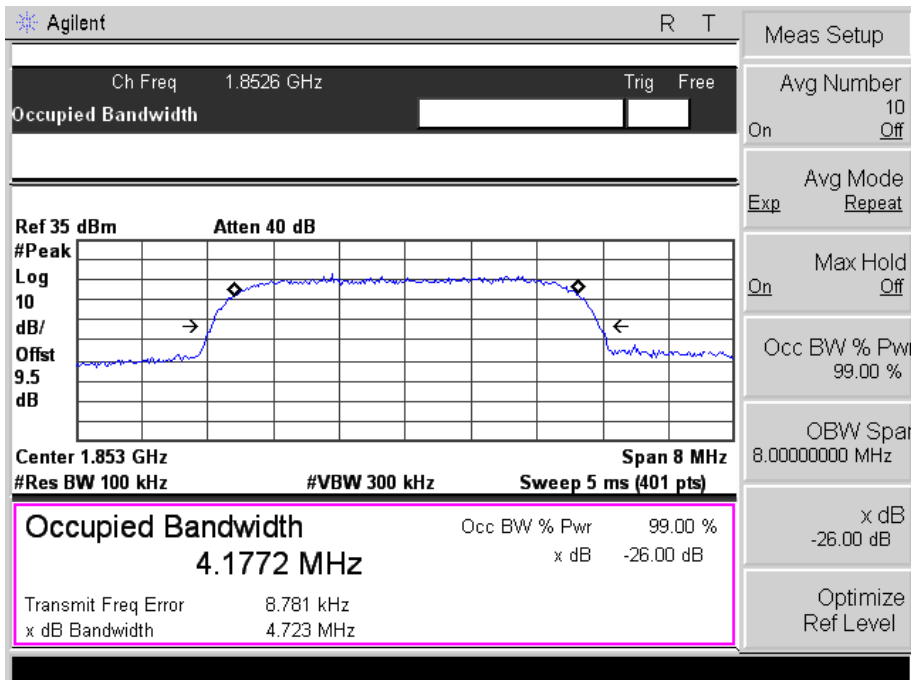 Agilent R T
Ch Freq 1.8526 GHz Trig Free
Occupied Bandwidth
Ref 35 dBm Atten 40 dB
#Peak
Log
10
dB/
Offst
9.5
dB
Center 1.853 GHz Span 8 MHz
#Res BW 100 kHz #VBW 300 kHz Sweep 5 ms (401 pts)
Occupied Bandwidth Occ BW % Pwr 99.00 %
4.1772 MHz x dB -26.00 dB
Transmit Freq Error 8.781 kHz
x dB Bandwidth 4.723 MHz
Meas Setup
Avg Number
10
On Off
Avg Mode
Exp Repeat
Max Hold
On Off
Occ BW % Pwr
99.00 %
OBW Spar
8.00000000 MHz
x dB
-26.00 dB
Optimize
Ref Level